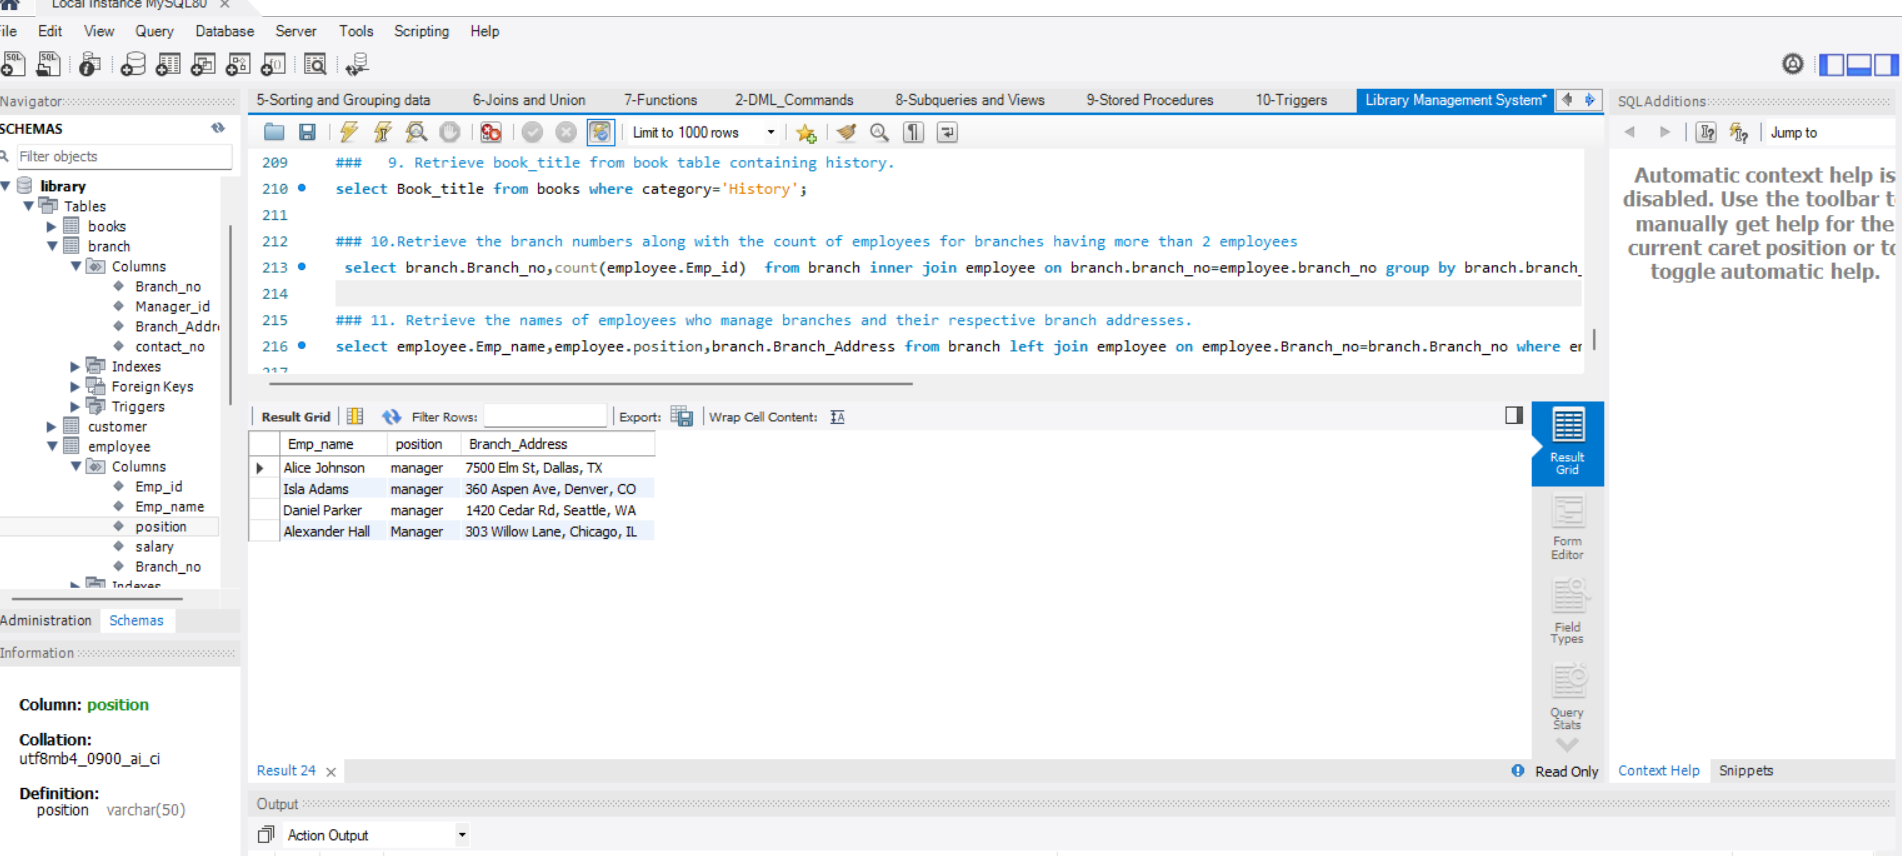 Local instance MySQL80 ×
File Edit View Query Database Server Tools Scripting Help
Navigator
SCHEMAS
Filter objects
library
Tables
books
branch
Columns
Branch_no
Manager_id
Branch_Addr
contact_no
Indexes
Foreign Keys
Triggers
customer
employee
Columns
Emp_id
Emp_name
position
salary
Branch_no
Indexes
Administration Schemas
Information
Column: position
Collation:
utf8mb4_0900_ai_ci
Definition:
position varchar(50)
5-Sorting and Grouping data 6-Joins and Union 7-Functions 2-DML_Commands 8-Subqueries and Views 9-Stored Procedures 10-Triggers Library Management System*
Limit to 1000 rows
209 ### 9. Retrieve book_title from book table containing history.
210 select Book_title from books where category='History';
211
212 ### 10.Retrieve the branch numbers along with the count of employees for branches having more than 2 employees
213 select branch.Branch_no,count(employee.Emp_id) from branch inner join employee on branch.branch_no=employee.branch_no group by branch.branch_
214
215 ### 11. Retrieve the names of employees who manage branches and their respective branch addresses.
216 select employee.Emp_name,employee.position,branch.Branch_Address from branch left join employee on employee.Branch_no=branch.Branch_no where
217
Result Grid Filter Rows: Export: Wrap Cell Content:
Emp_name position Branch_Address
Alice Johnson manager 7500 Elm St, Dallas, TX
Isla Adams manager 360 Aspen Ave, Denver, CO
Daniel Parker manager 1420 Cedar Rd, Seattle, WA
Alexander Hall Manager 303 Willow Lane, Chicago, IL
Result
Grid
Form
Editor
Field
Types
Query
Stats
Result 24 ×
Read Only
Output
Action Output
SQLAdditions
Jump to
Automatic context help is
disabled. Use the toolbar
manually get help for the
current caret position or
toggle automatic help.
Context Help Snippets